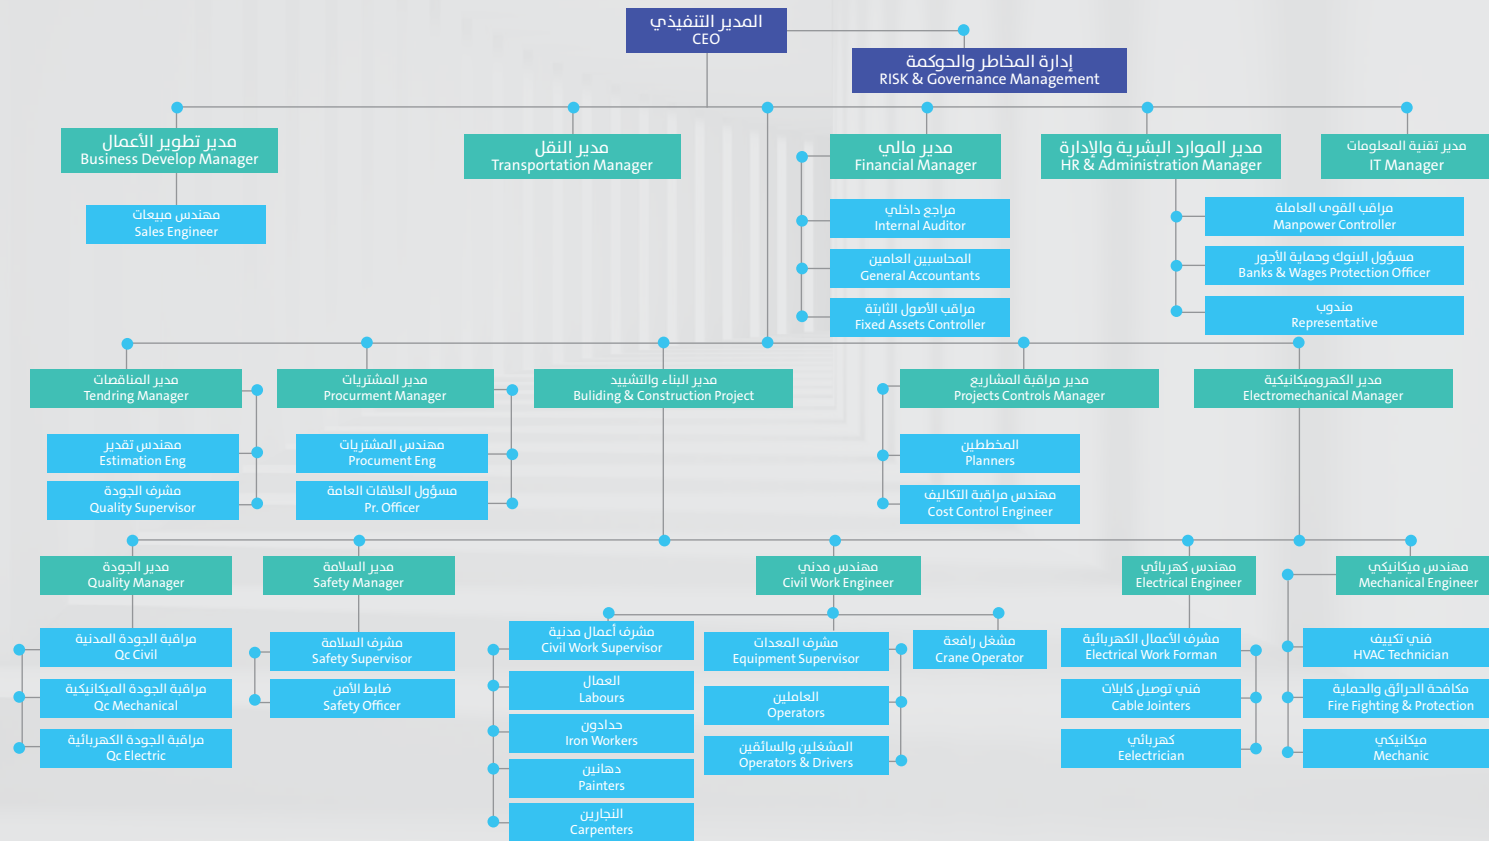 المدير التنفيذي
CEO
إدارة المخاطر والحوكمة
RISK & Governance Management
مدير تطوير الأعمال
Business Develop Manager
مدير النقل
Transportation Manager
مدير مالي
Financial Manager
مدير الموارد البشرية والإدارة
HR & Administration Manager
مدير تقنية المعلومات
IT Manager
مهندس مبيعات
Sales Engineer
مراجع داخلي
Internal Auditor
المحاسبين العامين
General Accountants
مراقب الأصول الثابتة
Fixed Assets Controller
مراقب القوى العاملة
Manpower Controller
مسؤول البنوك وحماية الأجور
Banks & Wages Protection Officer
مندوب
Representative
مدير المناقصات
Tendring Manager
مدير المشتريات
Procurment Manager
مدير البناء والتشييد
Buliding & Construction Project
مدير مراقبة المشاريع
Projects Controls Manager
مدير الكهروميكانيكية
Electromechanical Manager
مهندس تقدير
Estimation Eng
مشرف الجودة
Quality Supervisor
مهندس المشتريات
Procument Eng
مسؤول العلاقات العامة
Pr. Officer
المخططين
Planners
مهندس مراقبة التكاليف
Cost Control Engineer
مدير الجودة
Quality Manager
مدير السلامة
Safety Manager
مهندس مدني
Civil Work Engineer
مهندس كهربائي
Electrical Engineer
مهندس ميكانيكي
Mechanical Engineer
مراقبة الجودة المدنية
Qc Civil
مراقبة الجودة الميكانيكية
Qc Mechanical
مراقبة الجودة الكهربائية
Qc Electric
مشرف السلامة
Safety Supervisor
ضابط الأمن
Safety Officer
مشرف أعمال مدنية
Civil Work Supervisor
العمال
Labours
حدادون
Iron Workers
دهانين
Painters
النجارين
Carpenters
مشرف المعدات
Equipment Supervisor
العاملين
Operators
المشغلين والسائقين
Operators & Drivers
مشغل رافعة
Crane Operator
مشرف الأعمال الكهربائية
Electrical Work Forman
فني توصيل كابلات
Cable Jointers
كهربائي
Eelectrician
فني تكييف
HVAC Technician
مكافحة الحرائق والحماية
Fire Fighting & Protection
ميكانيكي
Mechanic